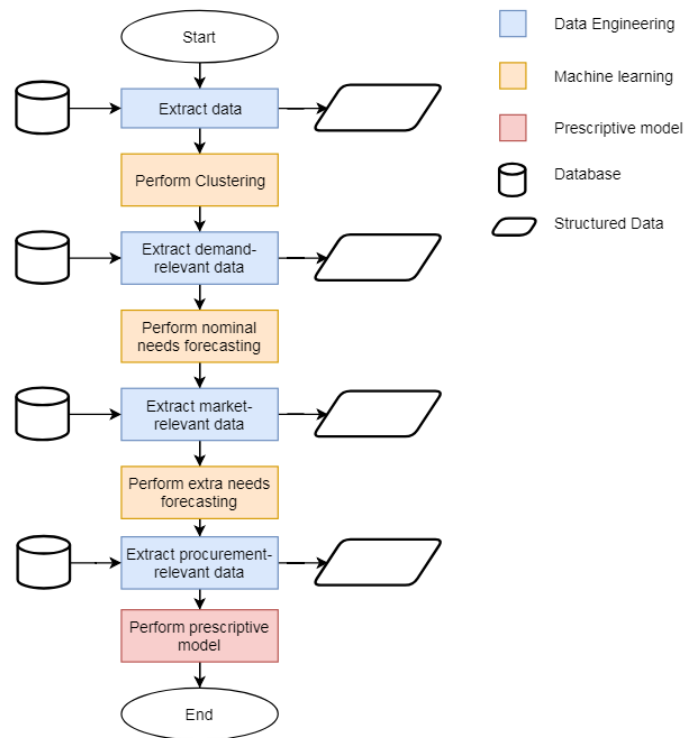 Start
Extract data
Perform Clustering
Extract demand-
relevant data
Perform nominal
needs forecasting
Extract market-
relevant data
Perform extra needs
forecasting
Extract procurement-
relevant data
Perform prescriptive
model
End
Data Engineering
Machine learning
Prescriptive model
Database
Structured Data